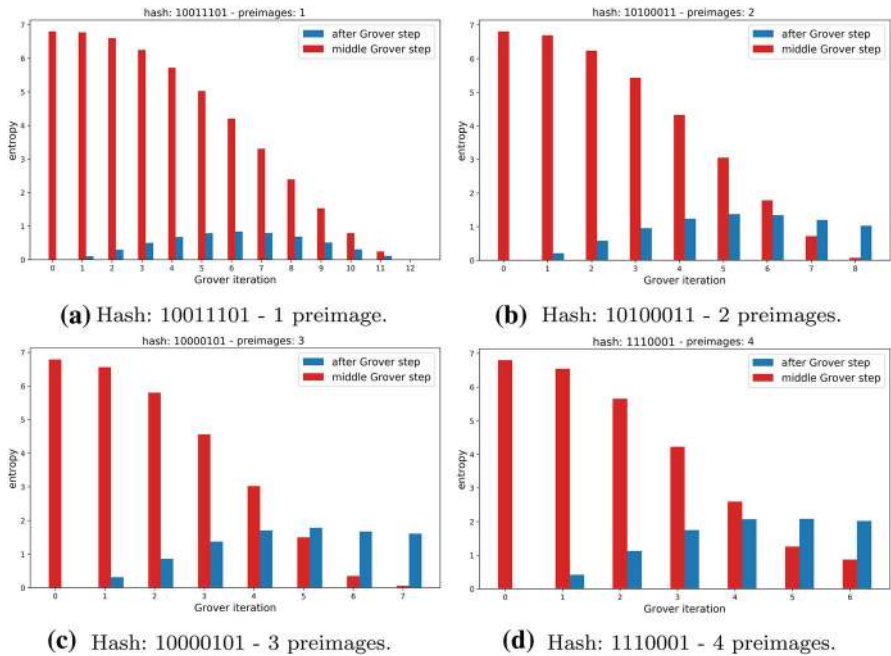 hash: 10011101 - preimages: 1
after Grover step
middle Grover step
entropy
7
6
5
4
3
2
1
0
0 1 2 3 4 5 6 7 8 9 10 11 12
Grover iteration
(a) Hash: 10011101 - 1 preimage.
hash: 10100011 - preimages: 2
after Grover step
middle Grover step
entropy
7
6
5
4
3
2
1
0
0 1 2 3 4 5 6 7 8
Grover iteration
(b) Hash: 10100011 - 2 preimages.
hash: 10000101 - preimages: 3
after Grover step
middle Grover step
entropy
7
6
5
4
3
2
1
0
0 1 2 3 4 5 6 7
Grover iteration
(c) Hash: 10000101 - 3 preimages.
hash: 1110001 - preimages: 4
after Grover step
middle Grover step
entropy
7
6
5
4
3
2
1
0
0 1 2 3 4 5 6
Grover iteration
(d) Hash: 1110001 - 4 preimages.